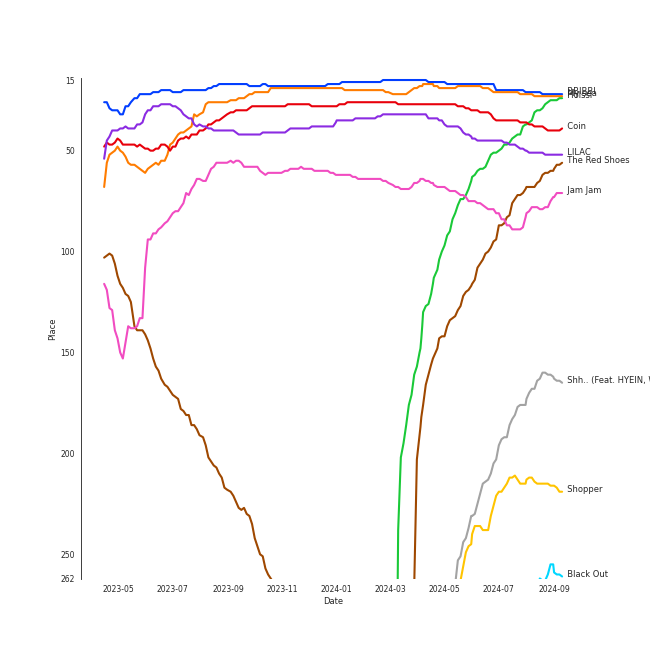 15
50
100
150
200
250
262
Place
2023-05
2023-07
2023-09
2023-11
2024-01
2024-03
2024-05
2024-07
2024-09
Date
BBIBBI
Holssi
Coin
LILAC
The Red Shoes
Jam Jam
Shh.. (Feat. HYEIN,
Shopper
Black Out